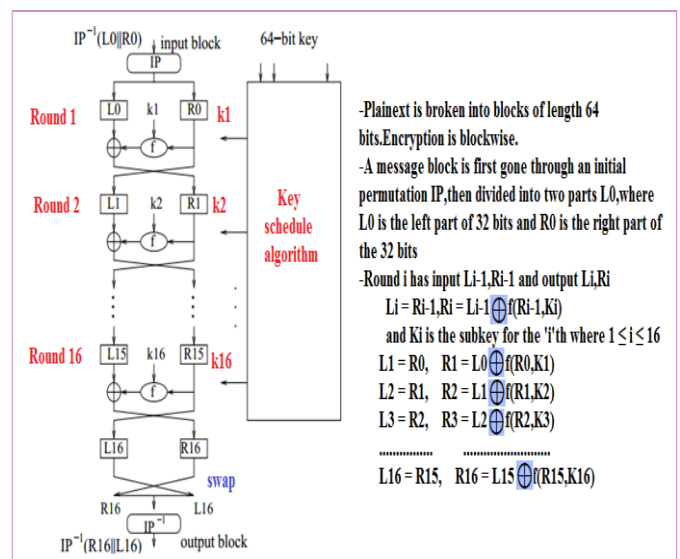 IP⁻¹(L0||R0) input block
64-bit key
IP
Round 1 L0 k1 R0 k1
f
Round 2 L1 k2 R1 k2
f
Key
schedule
algorithm
Round 16 L15 k16 R15 k16
f
L16 R16
swap
R16 L16
IP⁻¹
IP⁻¹(R16||L16) output block
-Plainext is broken into blocks of length 64
bits.Encryption is blockwise.
-A message block is first gone through an initial
permutation IP,then divided into two parts L0,where
L0 is the left part of 32 bits and R0 is the right part of
the 32 bits
-Round i has input Li-1,Ri-1 and output Li,Ri
Li = Ri-1,Ri = Li-1⊕f(Ri-1,Ki)
and Ki is the subkey for the 'i'th where 1 ≤ i ≤ 16
L1 = R0, R1 = L0⊕f(R0,K1)
L2 = R1, R2 = L1⊕f(R1,K2)
L3 = R2, R3 = L2⊕f(R2,K3)
................ ..........................
L16 = R15, R16 = L15⊕f(R15,K16)